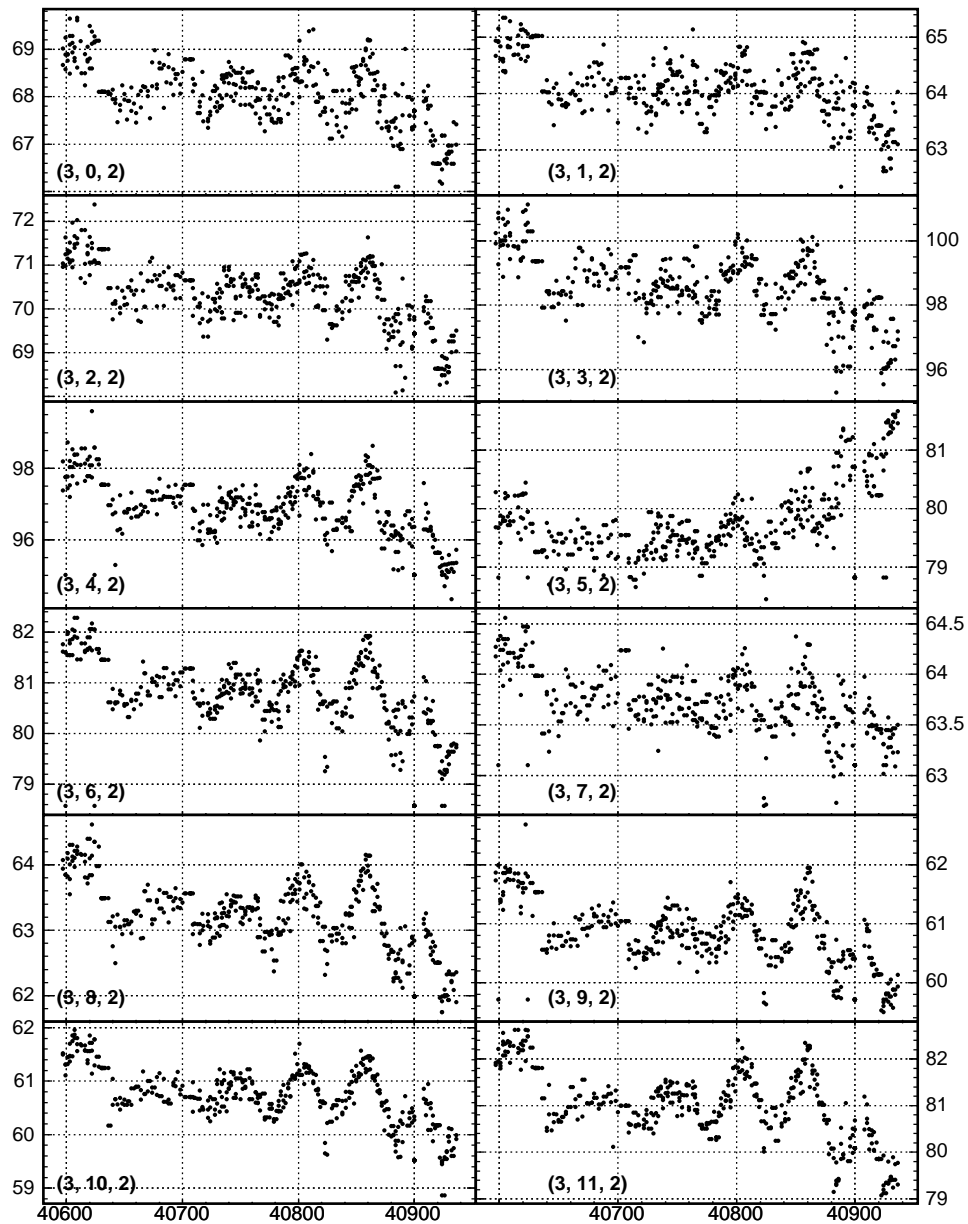 69
68
67
(3, 0, 2)
65
64
63
(3, 1, 2)
72
71
70
69
(3, 2, 2)
100
98
96
(3, 3, 2)
98
96
(3, 4, 2)
81
80
79
(3, 5, 2)
82
81
80
79
(3, 6, 2)
64.5
64
63.5
63
(3, 7, 2)
64
63
62
(3, 8, 2)
62
61
60
(3, 9, 2)
62
61
60
59
(3, 10, 2)
82
81
80
79
(3, 11, 2)
40600 40700 40800 40900
40700 40800 40900